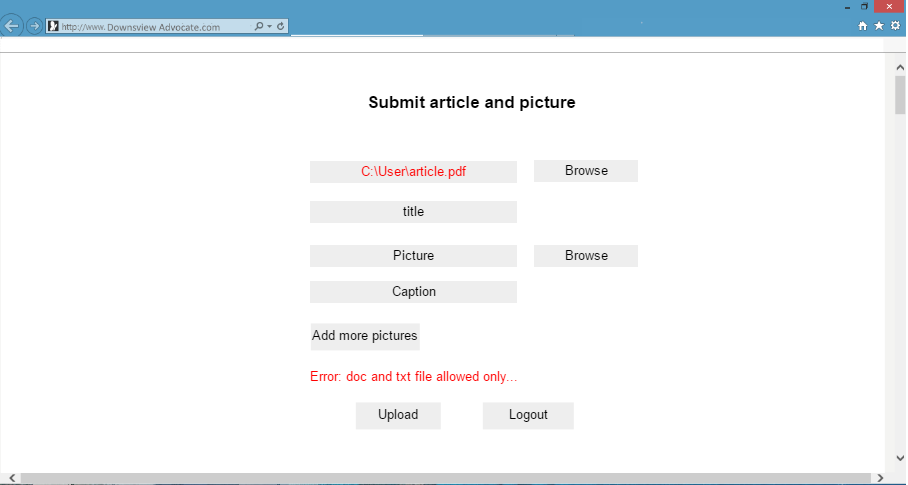 http://www. Downsview Advocate.com
Submit article and picture
C:\User\article.pdf Browse
title
Picture Browse
Caption
Add more pictures
Error: doc and txt file allowed only...
Upload Logout